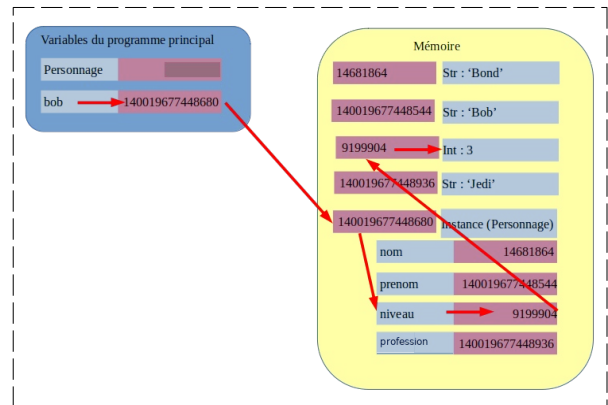 Variables du programme principal
Personnage
bob 140019677448680
Mémoire
14681864 Str : ‘Bond’
140019677448544 Str : ‘Bob’
9199904 Int : 3
140019677448936 Str : ‘Jedi’
140019677448680 Instance (Personnage)
nom 14681864
prenom 140019677448544
niveau 9199904
profession 140019677448936